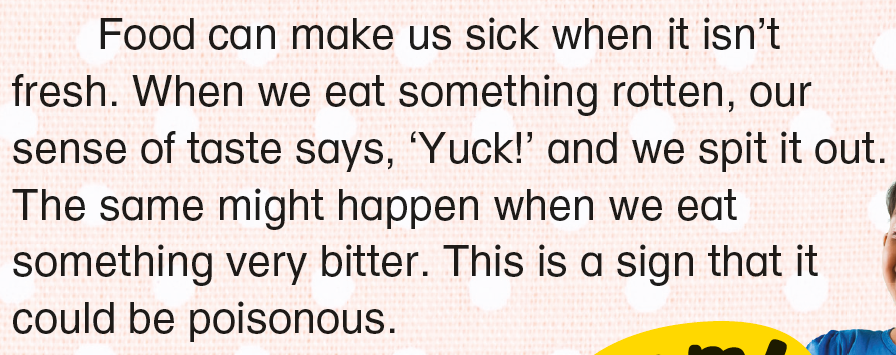 Food can make us sick when it isn’t
fresh. When we eat something rotten, our
sense of taste says, ‘Yuck!’ and we spit it out.
The same might happen when we eat
something very bitter. This is a sign that it
could be poisonous.